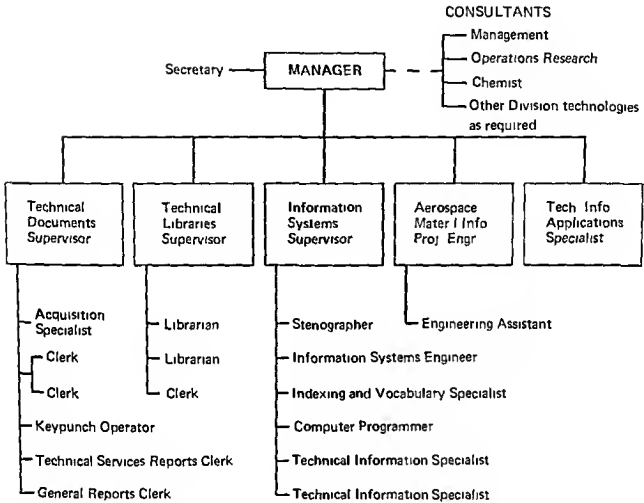 CONSULTANTS
Management
Operations Research
Chemist
Other Division technologies
as required
Secretary
MANAGER
Technical
Documents
Supervisor
Technical
Libraries
Supervisor
Information
Systems
Supervisor
Aerospace
Mater l Info
Proj Engr
Tech Info
Applications
Specialist
Acquisition
Specialist
Clerk
Clerk
Keypunch Operator
Technical Services Reports Clerk
General Reports Clerk
Librarian
Librarian
Clerk
Stenographer
Information Systems Engineer
Indexing and Vocabulary Specialist
Computer Programmer
Technical Information Specialist
Technical Information Specialist
Engineering Assistant